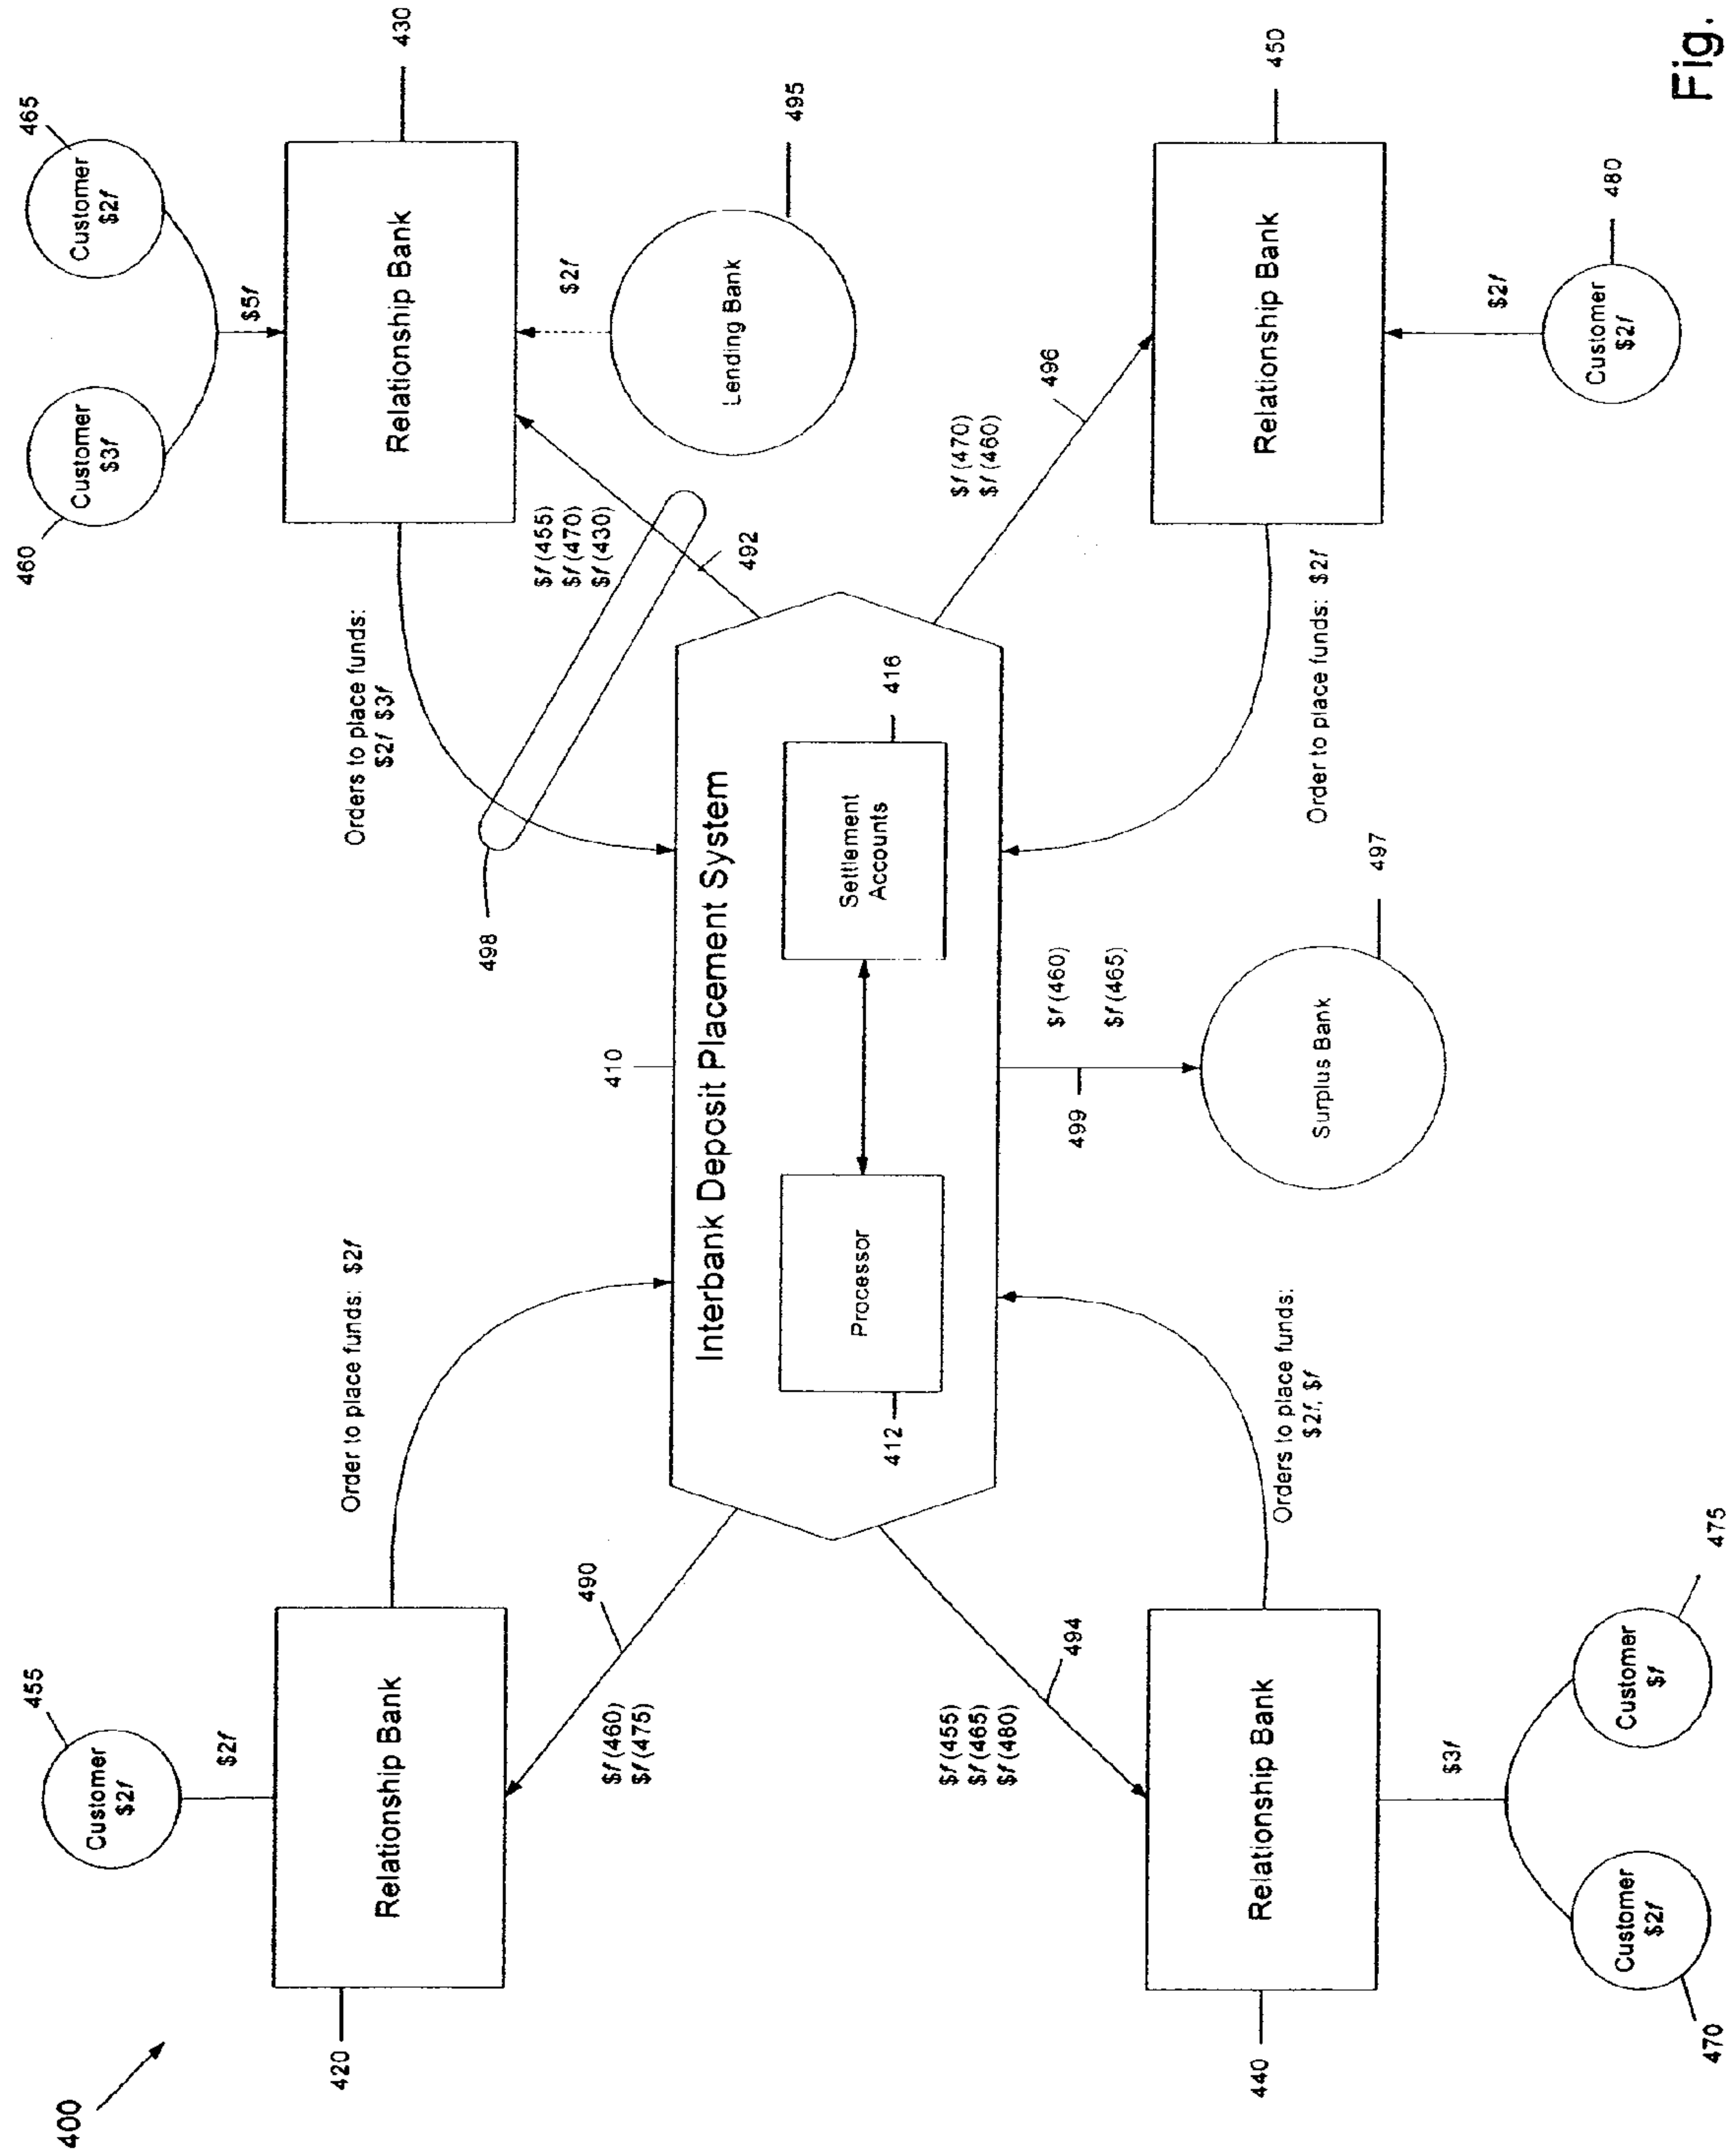 400
455
Customer
$2f
$2f
Relationship Bank
420
Order to place funds: $2f
490
$f (460)
$f (475)
460
Customer
$3f
465
Customer
$2f
$5f
Relationship Bank
430
Orders to place funds:
$2f $3f
$f (455)
$f (470)
$f (430)
492
498
$2f
Lending Bank
495
410
Interbank Deposit Placement System
Processor
412
Settlement
Accounts
416
494
$f (455)
$f (465)
$f (480)
Relationship Bank
440
Orders to place funds:
$2f, $f
$3f
Customer
$2f
470
Customer
$f
475
499
$f (460)
$f (465)
Surplus Bank
497
496
$f (470)
$f (460)
Relationship Bank
450
Order to place funds: $2f
$2f
Customer
$2f
480
Fig.